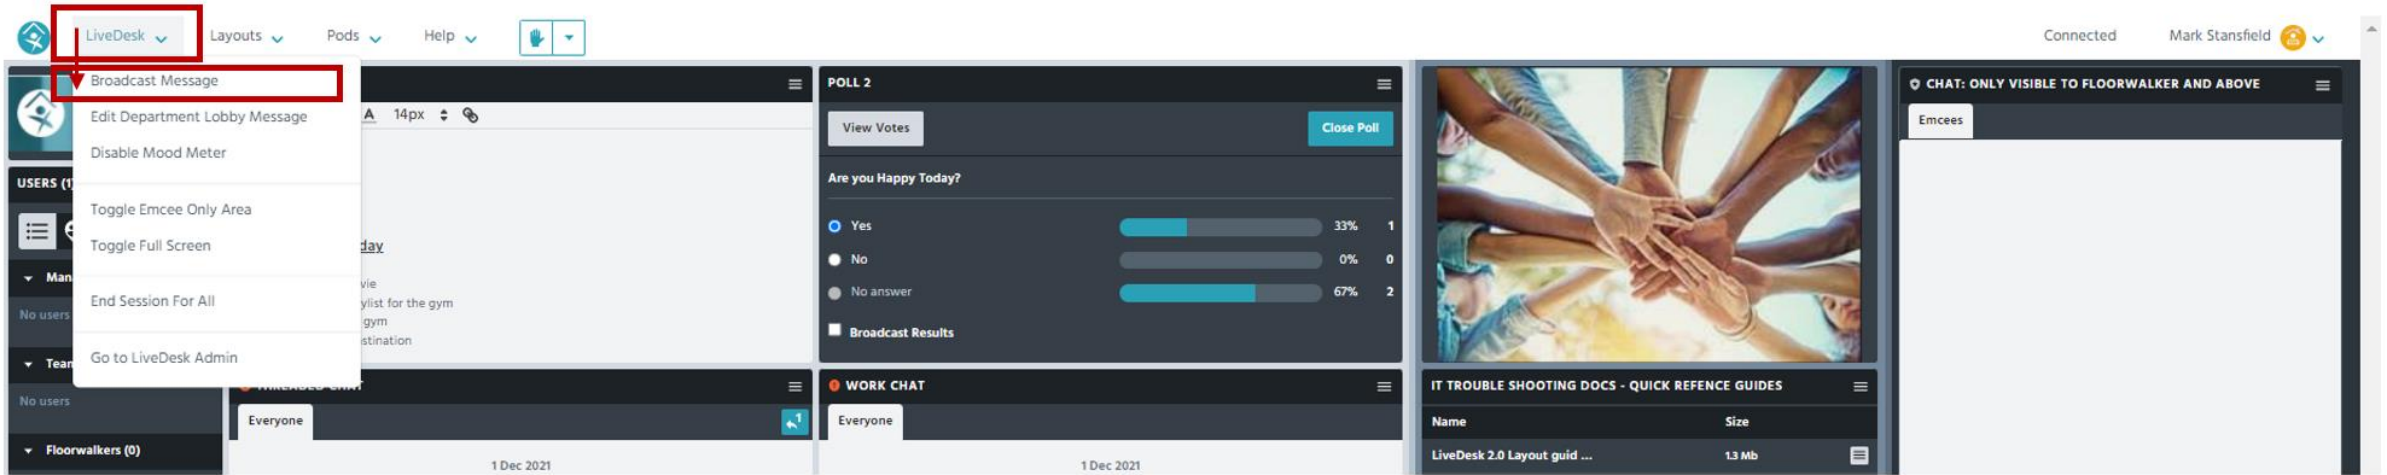 LiveDesk
Layouts
Pods
Help
Connected
Mark Stansfield
Broadcast Message
Edit Department Lobby Message
Disable Mood Meter
Toggle Emcee Only Area
Toggle Full Screen
End Session For All
Go to LiveDesk Admin
USERS (1)
No users
No users
Floorwalkers (0)
A 14px
day
gym
THREADED CHAT
Everyone
1
1 Dec 2021
POLL 2
View Votes
Close Poll
Are you Happy Today?
Yes 33% 1
No 0% 0
No answer 67% 2
Broadcast Results
WORK CHAT
Everyone
1 Dec 2021
IT TROUBLE SHOOTING DOCS - QUICK REFENCE GUIDES
Name Size
LiveDesk 2.0 Layout guid ... 1.3 Mb
CHAT: ONLY VISIBLE TO FLOORWALKER AND ABOVE
Emcees